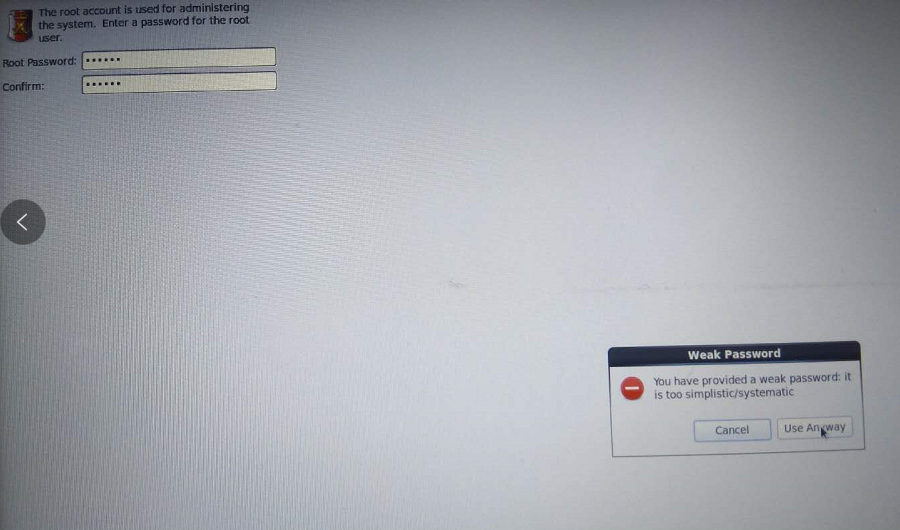 The root account is used for administering
the system. Enter a password for the root
user.
Root Password: ••••••
Confirm: ••••••
Weak Password
You have provided a weak password: it
is too simplistic/systematic
Cancel
Use Anyway